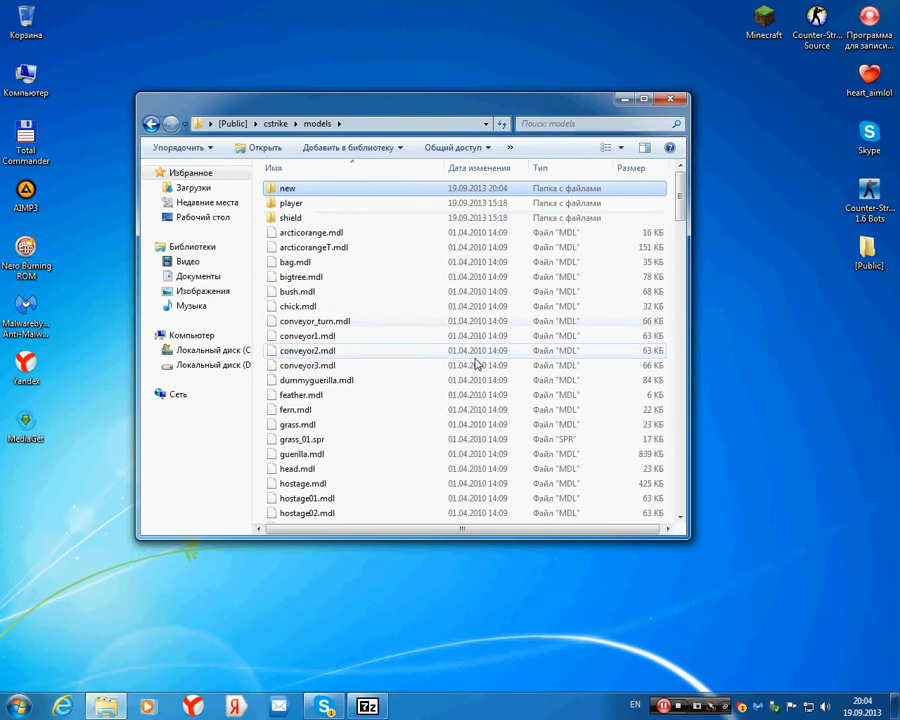 Корзина
Компьютер
Total
Commander
AIMP3
Nero Burning
ROM
Malwareby...
Anti-Malw...
Yandex
MediaGet
Minecraft
Counter-Str...
Source
Программа
для записи...
heart_aimlol
Skype
Counter-Str...
1.6 Bots
[Public]
[Public] cstrike models
Поиск: models
Упорядочить Открыть Добавить в библиотеку Общий доступ »
Избранное
Загрузки
Недавние места
Рабочий стол
Библиотеки
Видео
Документы
Изображения
Музыка
Компьютер
Локальный диск (C
Локальный диск (D
Сеть
Имя Дата изменения Тип Размер
new 19.09.2013 20:04 Папка с файлами
player 19.09.2013 15:18 Папка с файлами
shield 19.09.2013 15:18 Папка с файлами
arcticorange.mdl 01.04.2010 14:09 Файл "MDL" 16 КБ
arcticorangeT.mdl 01.04.2010 14:09 Файл "MDL" 151 КБ
bag.mdl 01.04.2010 14:09 Файл "MDL" 35 КБ
bigtree.mdl 01.04.2010 14:09 Файл "MDL" 78 КБ
bush.mdl 01.04.2010 14:09 Файл "MDL" 68 КБ
chick.mdl 01.04.2010 14:09 Файл "MDL" 32 КБ
conveyor_turn.mdl 01.04.2010 14:09 Файл "MDL" 66 КБ
conveyor1.mdl 01.04.2010 14:09 Файл "MDL" 63 КБ
conveyor2.mdl 01.04.2010 14:09 Файл "MDL" 63 КБ
conveyor3.mdl 01.04.2010 14:09 Файл "MDL" 66 КБ
dummyguerilla.mdl 01.04.2010 14:09 Файл "MDL" 84 КБ
feather.mdl 01.04.2010 14:09 Файл "MDL" 6 КБ
fern.mdl 01.04.2010 14:09 Файл "MDL" 22 КБ
grass.mdl 01.04.2010 14:09 Файл "MDL" 23 КБ
grass_01.spr 01.04.2010 14:09 Файл "SPR" 17 КБ
guerilla.mdl 01.04.2010 14:09 Файл "MDL" 839 КБ
head.mdl 01.04.2010 14:09 Файл "MDL" 23 КБ
hostage.mdl 01.04.2010 14:09 Файл "MDL" 425 КБ
hostage01.mdl 01.04.2010 14:09 Файл "MDL" 63 КБ
hostage02.mdl 01.04.2010 14:09 Файл "MDL" 63 КБ
EN
20:04
19.09.2013